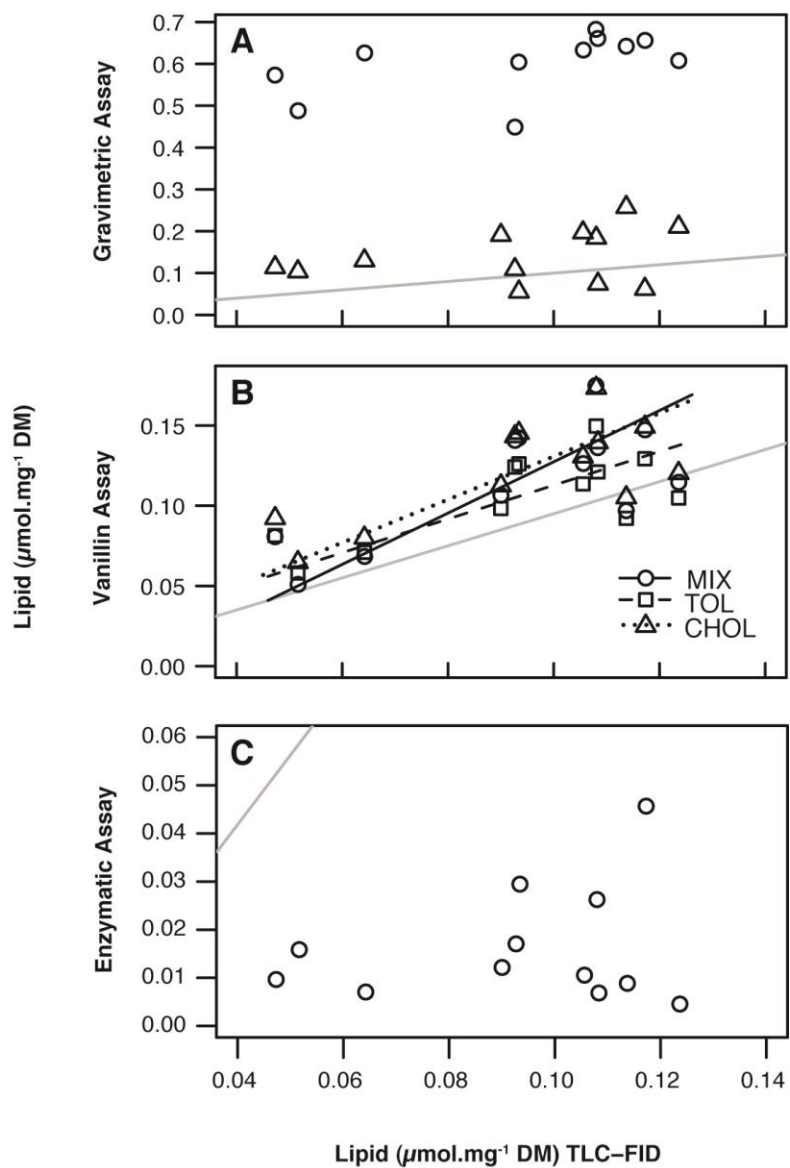 A
0.7
0.6
0.5
0.4
0.3
0.2
0.1
0.0
Gravimetric Assay
B
0.15
0.10
0.05
0.00
Vanillin Assay
MIX
TOL
CHOL
Lipid (µmol.mg⁻¹ DM)
C
0.06
0.05
0.04
0.03
0.02
0.01
0.00
Enzymatic Assay
0.04 0.06 0.08 0.10 0.12 0.14
Lipid (µmol.mg⁻¹ DM) TLC–FID